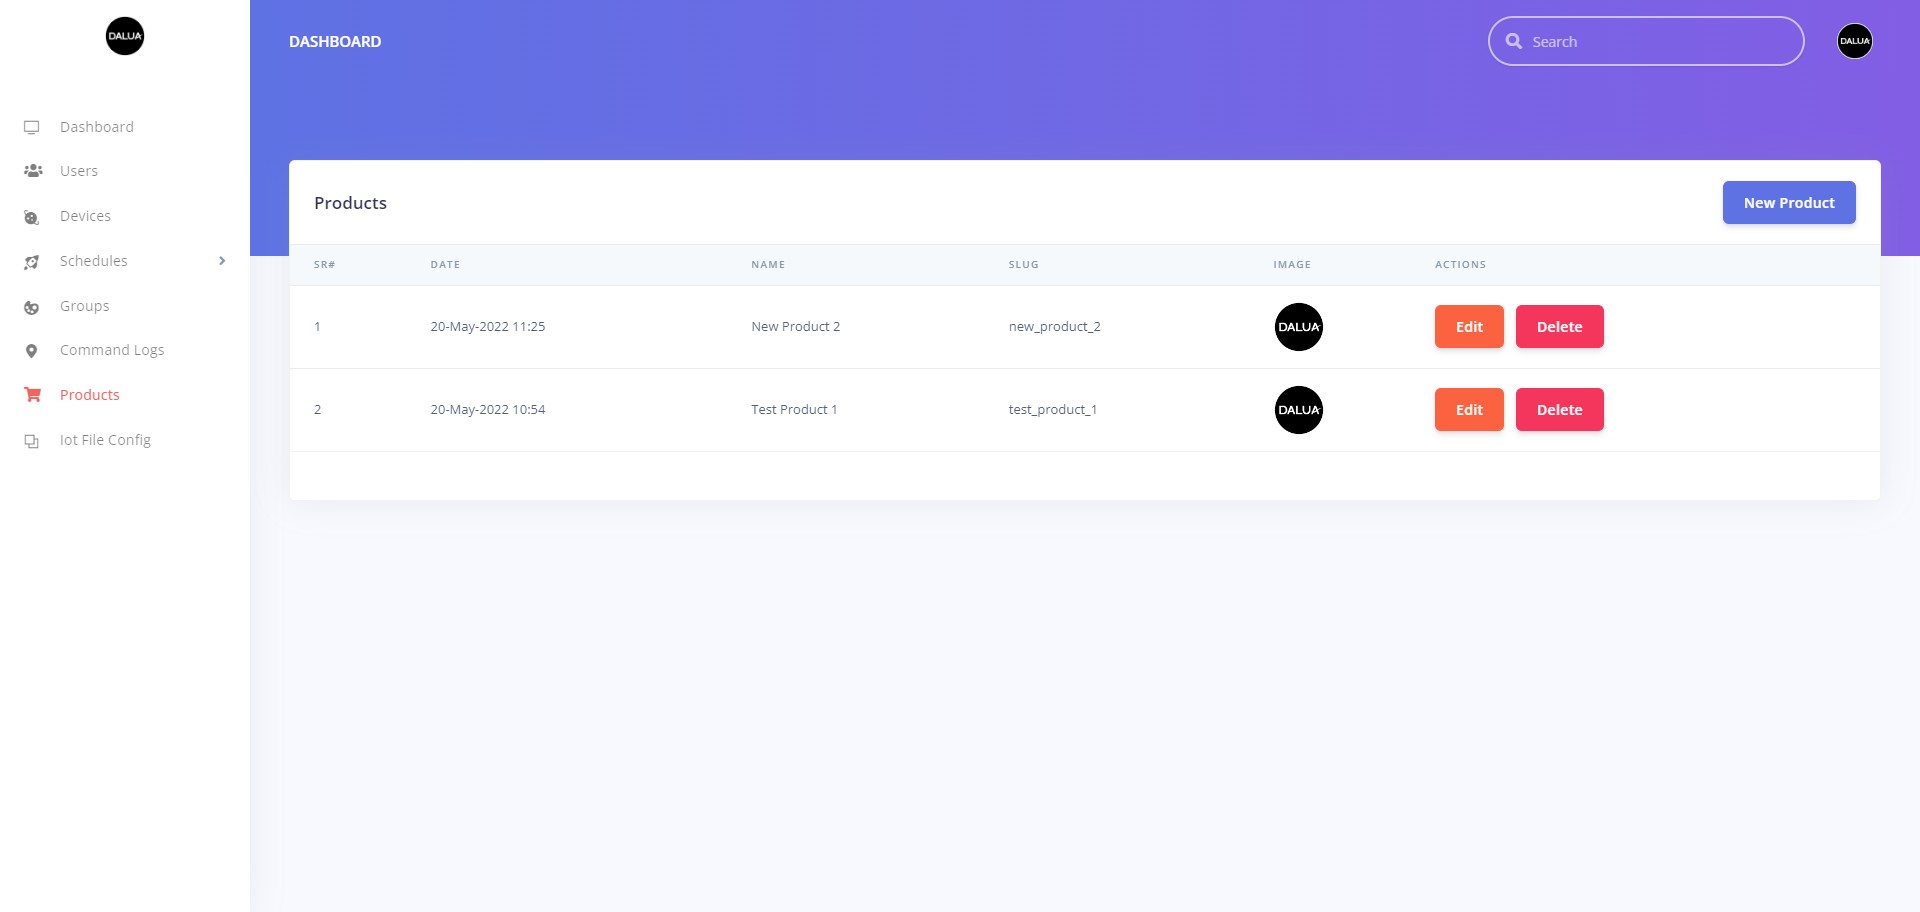 DALUA
Dashboard
Users
Devices
Schedules
Groups
Command Logs
Products
Iot File Config
DASHBOARD
Search
DALUA
Products
New Product
SR# DATE NAME SLUG IMAGE ACTIONS
1 20-May-2022 11:25 New Product 2 new_product_2 DALUA Edit Delete
2 20-May-2022 10:54 Test Product 1 test_product_1 DALUA Edit Delete